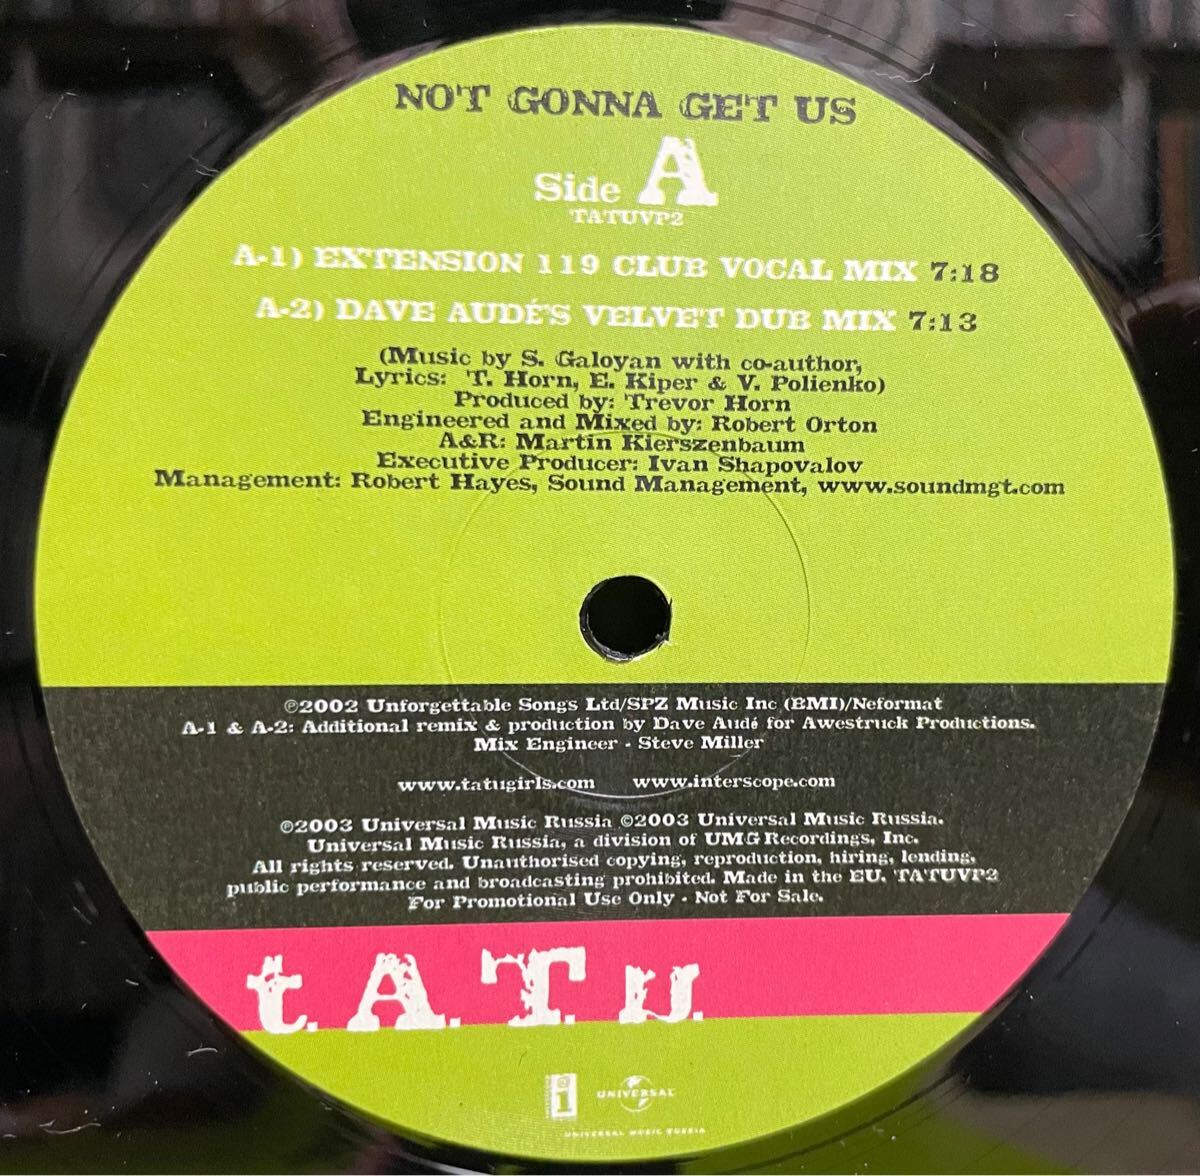 NOT GONNA GET US
Side A
TATUVP2
A-1) EXTENSION 119 CLUB VOCAL MIX 7:18
A-2) DAVE AUDÉ'S VELVET DUB MIX 7:13
(Music by S. Galoyan with co-author,
Lyrics: T. Horn, E. Kiper & V. Polienko)
Produced by: Trevor Horn
Engineered and Mixed by: Robert Orton
A&R: Martin Kierszenbaum
Executive Producer: Ivan Shapovalov
Management: Robert Hayes, Sound Management, www.soundmgt.com
℗2002 Unforgettable Songs Ltd/SPZ Music Inc (BMI)/Neformat
A-1 & A-2: Additional remix & production by Dave Audé for Awestruck Productions.
Mix Engineer - Steve Miller
www.tatugirls.com www.interscope.com
℗2003 Universal Music Russia ©2003 Universal Music Russia.
Universal Music Russia, a division of UMG Recordings, Inc.
All rights reserved. Unauthorised copying, reproduction, hiring, lending,
public performance and broadcasting prohibited. Made in the EU. TATUVP2
For Promotional Use Only - Not For Sale.
t.A.T.u.
i UNIVERSAL
UNIVERSAL MUSIC RUSSIA